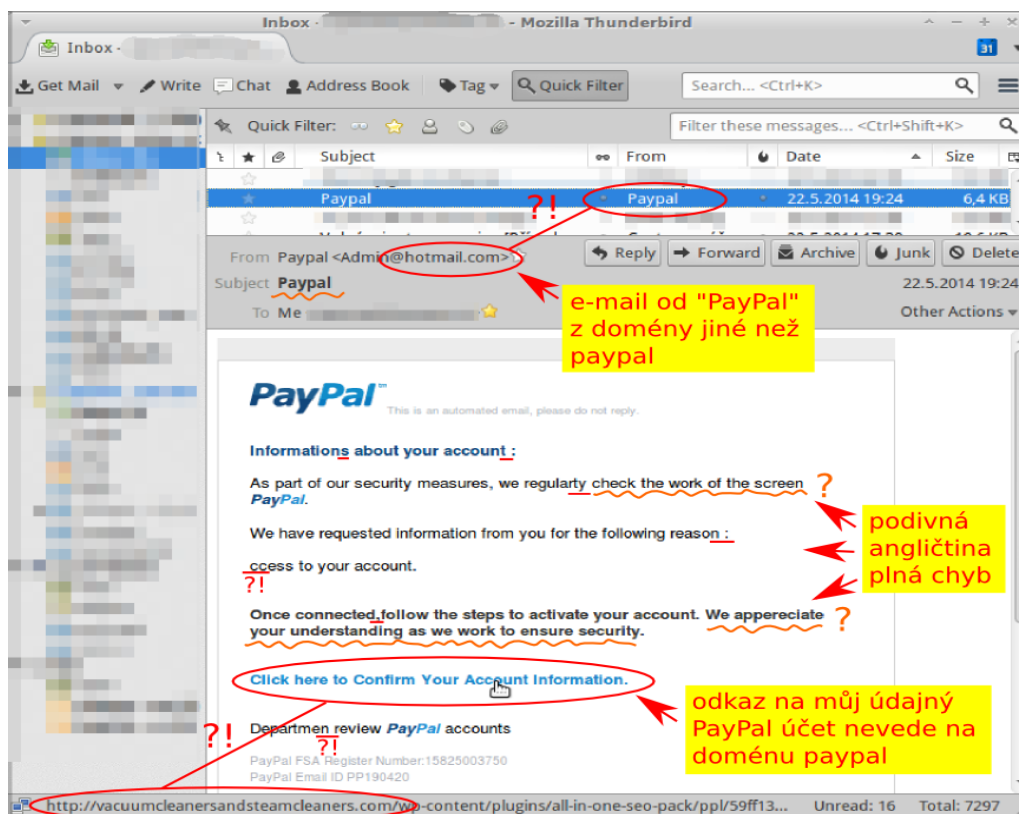 Inbox - - Mozilla Thunderbird
Inbox -
31
Get Mail Write Chat Address Book Tag Quick Filter Search... <Ctrl+K>
Quick Filter: Filter these messages... <Ctrl+Shift+K>
Subject From Date Size
Paypal Paypal 22.5.2014 19:24 6,4 KB
?!
From Paypal <Admin@hotmail.com> Reply Forward Archive Junk Delete
Subject Paypal 22.5.2014 19:24
To Me Other Actions
e-mail od "PayPal"
z domény jiné než
paypal
PayPal™
This is an automated email, please do not reply.
Informations about your account :
As part of our security measures, we regularty check the work of the screen ?
PayPal.
We have requested information from you for the following reason :
ccess to your account.
?!
podivná
angličtina
plná chyb
Once connected,follow the steps to activate your account. We appereciate ?
your understanding as we work to ensure security.
Click here to Confirm Your Account Information.
odkaz na můj údajný
PayPal účet nevede na
doménu paypal
?!
Departmen review PayPal accounts
?!
PayPal FSA Register Number:15825003750
PayPal Email ID PP190420
http://vacuumcleanersandsteamcleaners.com/wp-content/plugins/all-in-one-seo-pack/ppl/59ff13... Unread: 16 Total: 7297